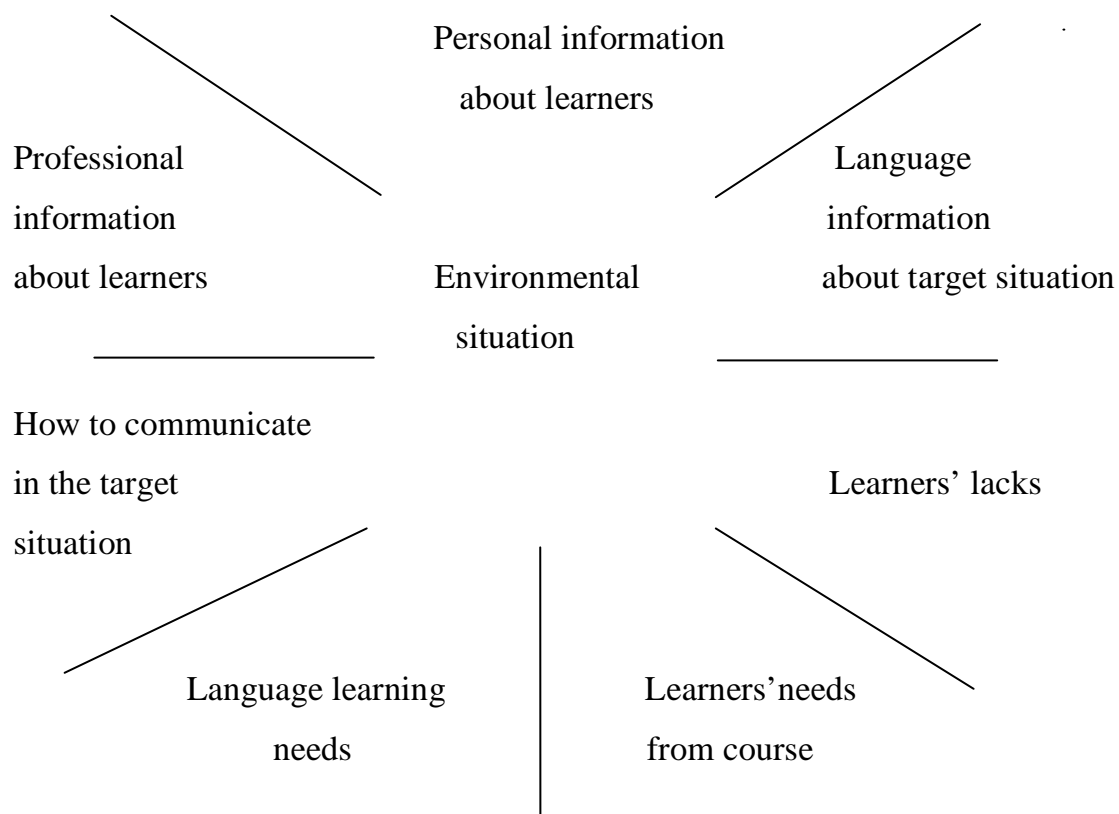 Personal information
about learners
Professional
information
about learners
Language
information
about target situation
Environmental
situation
How to communicate
in the target
situation
Learners’ lacks
Language learning
needs
Learners’needs
from course